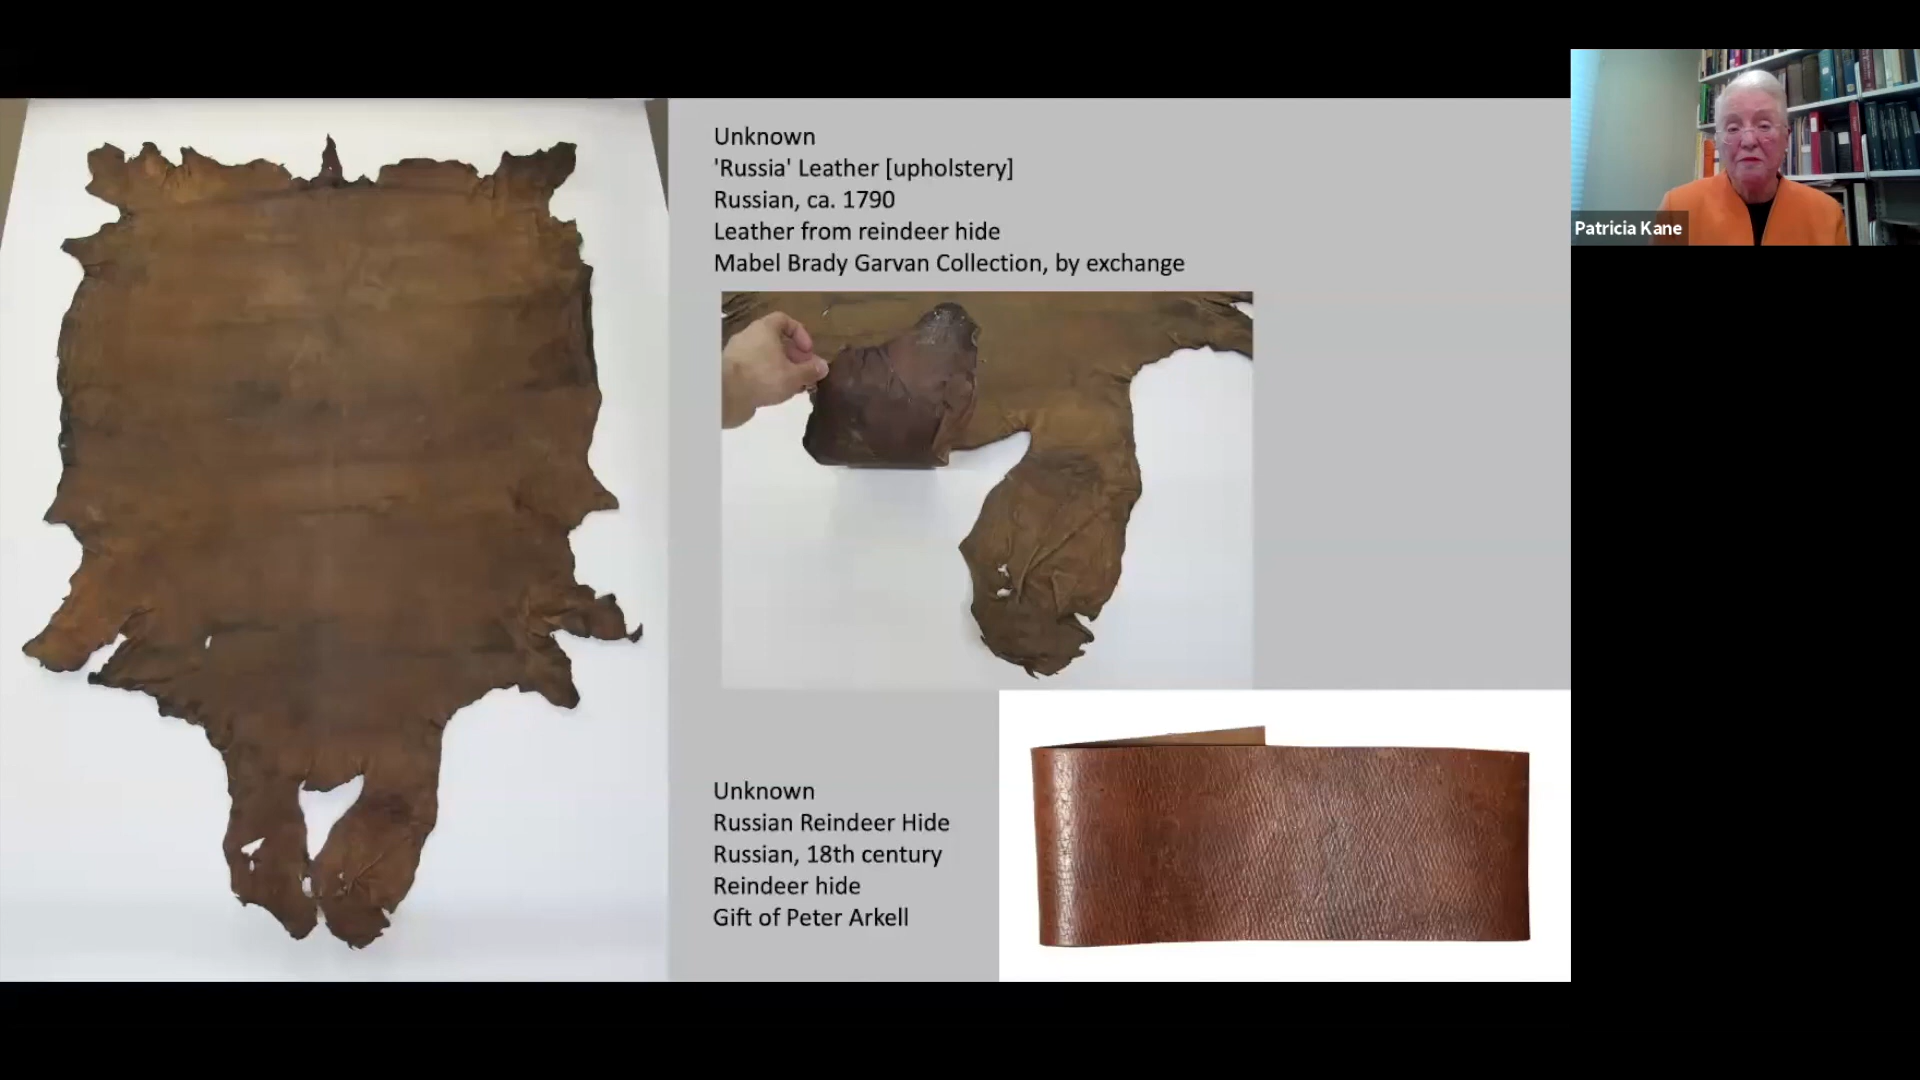 Unknown
'Russia' Leather [upholstery]
Russian, ca. 1790
Leather from reindeer hide
Mabel Brady Garvan Collection, by exchange
Unknown
Russian Reindeer Hide
Russian, 18th century
Reindeer hide
Gift of Peter Arkell
Patricia Kane